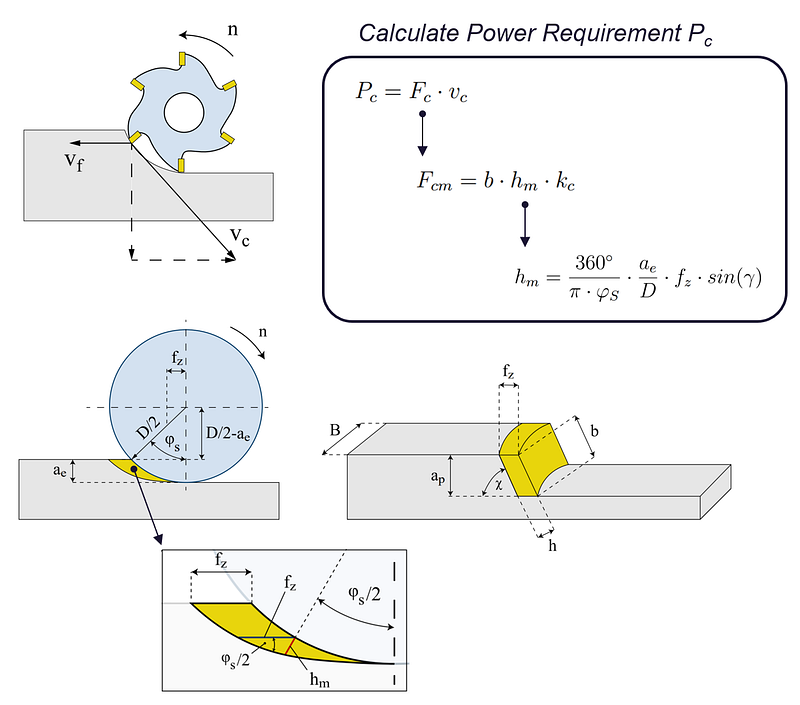 Calculate Power Requirement P_c
n
v_f
v_c
P_c = F_c · v_c
F_cm = b · h_m · k_c
h_m = 360° / (π · φ_S) · a_e / D · f_z · sin(γ)
n
f_z
D/2
φ_s
D/2-a_e
a_e
f_z
B
b
a_p
χ
h
f_z
f_z
φ_s/2
φ_s/2
h_m